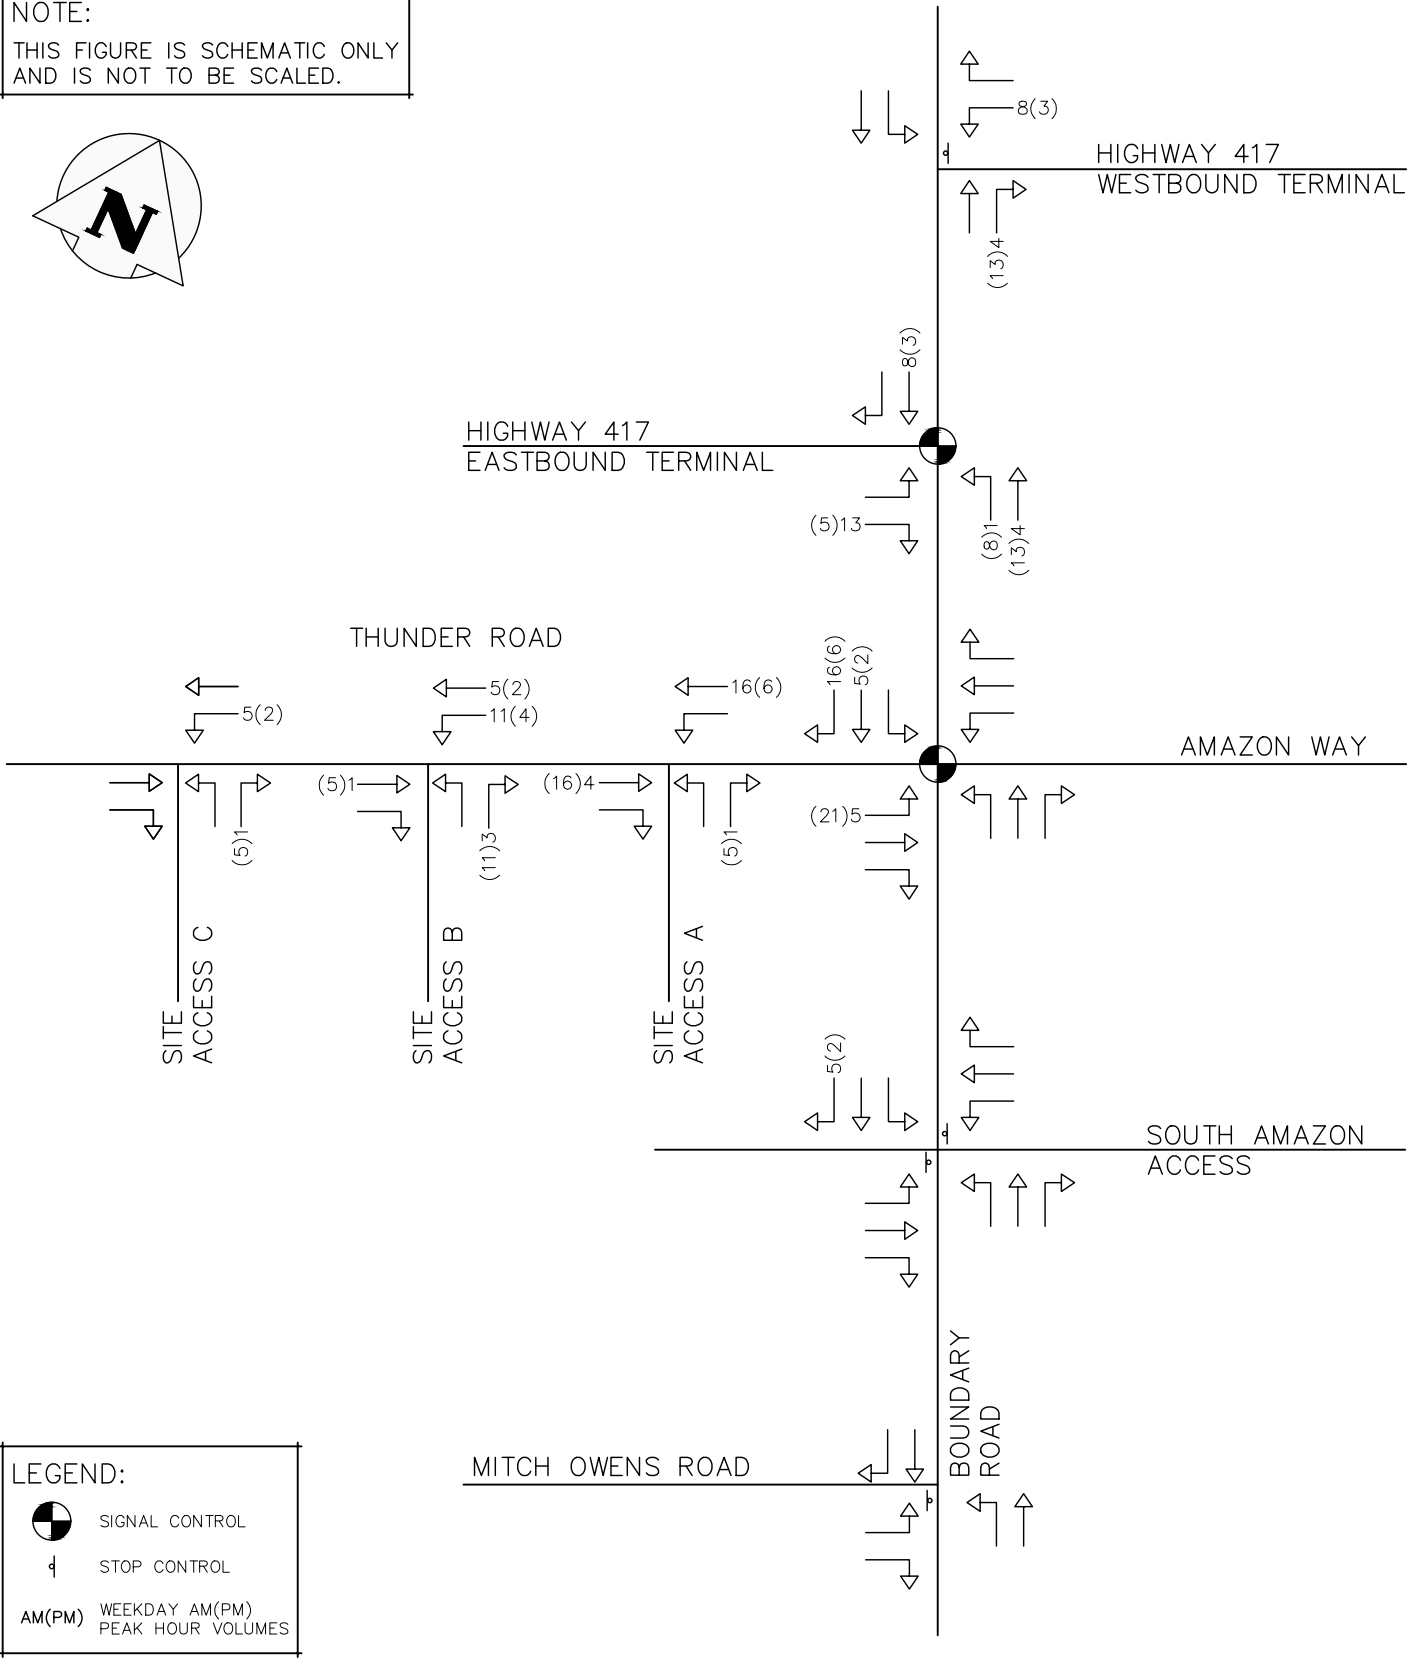 NOTE:
THIS FIGURE IS SCHEMATIC ONLY
AND IS NOT TO BE SCALED.
N
8(3)
HIGHWAY 417
WESTBOUND TERMINAL
(13)4
8(3)
HIGHWAY 417
EASTBOUND TERMINAL
(5)13
(8)1
(13)4
THUNDER ROAD
16(6)
5(2)
5(2)
5(2)
11(4)
16(6)
AMAZON WAY
(5)1
(5)1
(11)3
(16)4
(5)1
(21)5
SITE
ACCESS C
SITE
ACCESS B
SITE
ACCESS A
5(2)
SOUTH AMAZON
ACCESS
BOUNDARY
ROAD
MITCH OWENS ROAD
LEGEND:
SIGNAL CONTROL
STOP CONTROL
AM(PM) WEEKDAY AM(PM)
PEAK HOUR VOLUMES